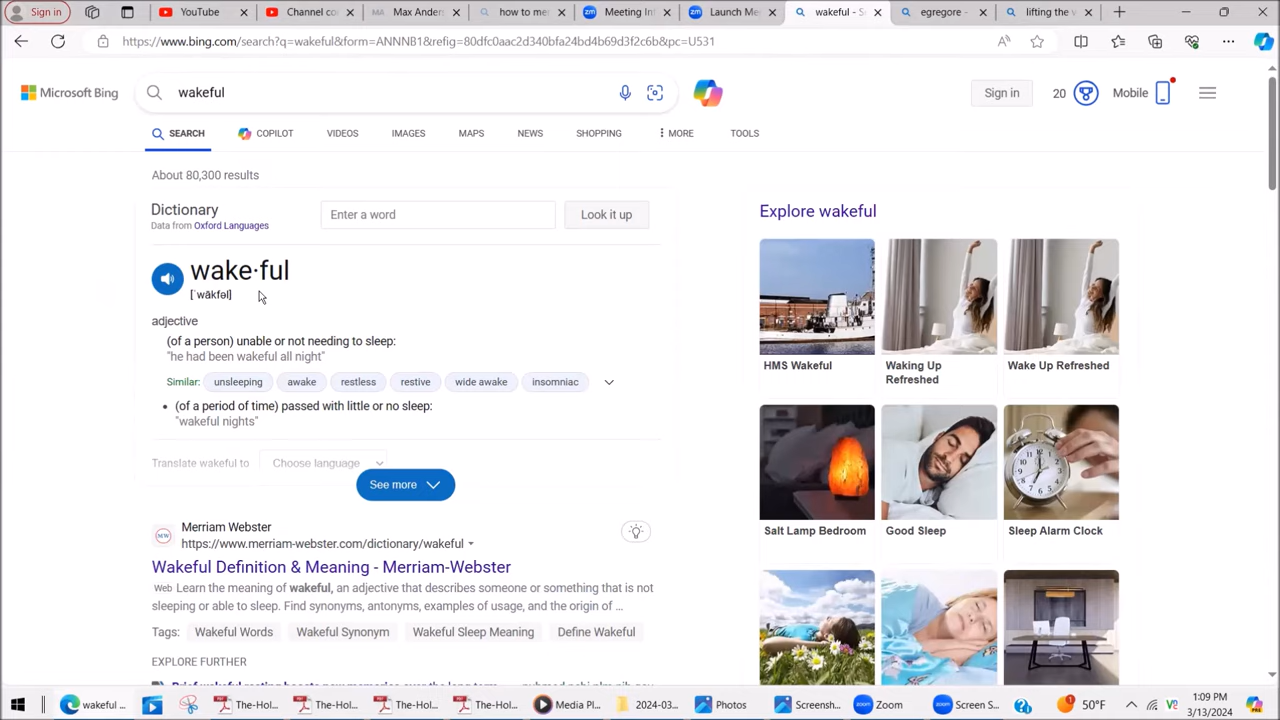 Sign in
YouTube
Channel co
Max Ander
how to me
Meeting In
Launch Me
wakeful - S
egregore -
lifting the v
https://www.bing.com/search?q=wakeful&form=ANNNB1&refig=80dfc0aac2d340bfa24bd4b69d3f2c6b&pc=U531
Microsoft Bing
wakeful
Sign in
20
Mobile
SEARCH
COPILOT
VIDEOS
IMAGES
MAPS
NEWS
SHOPPING
MORE
TOOLS
About 80,300 results
Dictionary
Data from Oxford Languages
Enter a word
Look it up
wake·ful
[ˈwākfəl]
adjective
(of a person) unable or not needing to sleep:
"he had been wakeful all night"
Similar: unsleeping awake restless restive wide awake insomniac
• (of a period of time) passed with little or no sleep:
"wakeful nights"
Translate wakeful to Choose language
See more
Merriam Webster
https://www.merriam-webster.com/dictionary/wakeful
Wakeful Definition & Meaning - Merriam-Webster
Web Learn the meaning of wakeful, an adjective that describes someone or something that is not
sleeping or able to sleep. Find synonyms, antonyms, examples of usage, and the origin of ...
Tags: Wakeful Words Wakeful Synonym Wakeful Sleep Meaning Define Wakeful
EXPLORE FURTHER
Explore wakeful
HMS Wakeful
Waking Up
Refreshed
Wake Up Refreshed
Salt Lamp Bedroom
Good Sleep
Sleep Alarm Clock
wakeful ...
The-Hol...
The-Hol...
The-Hol...
The-Hol...
Media Pl...
2024-03...
Photos
Screensh...
Zoom
Screen S...
1
50°F
1:09 PM
3/13/2024